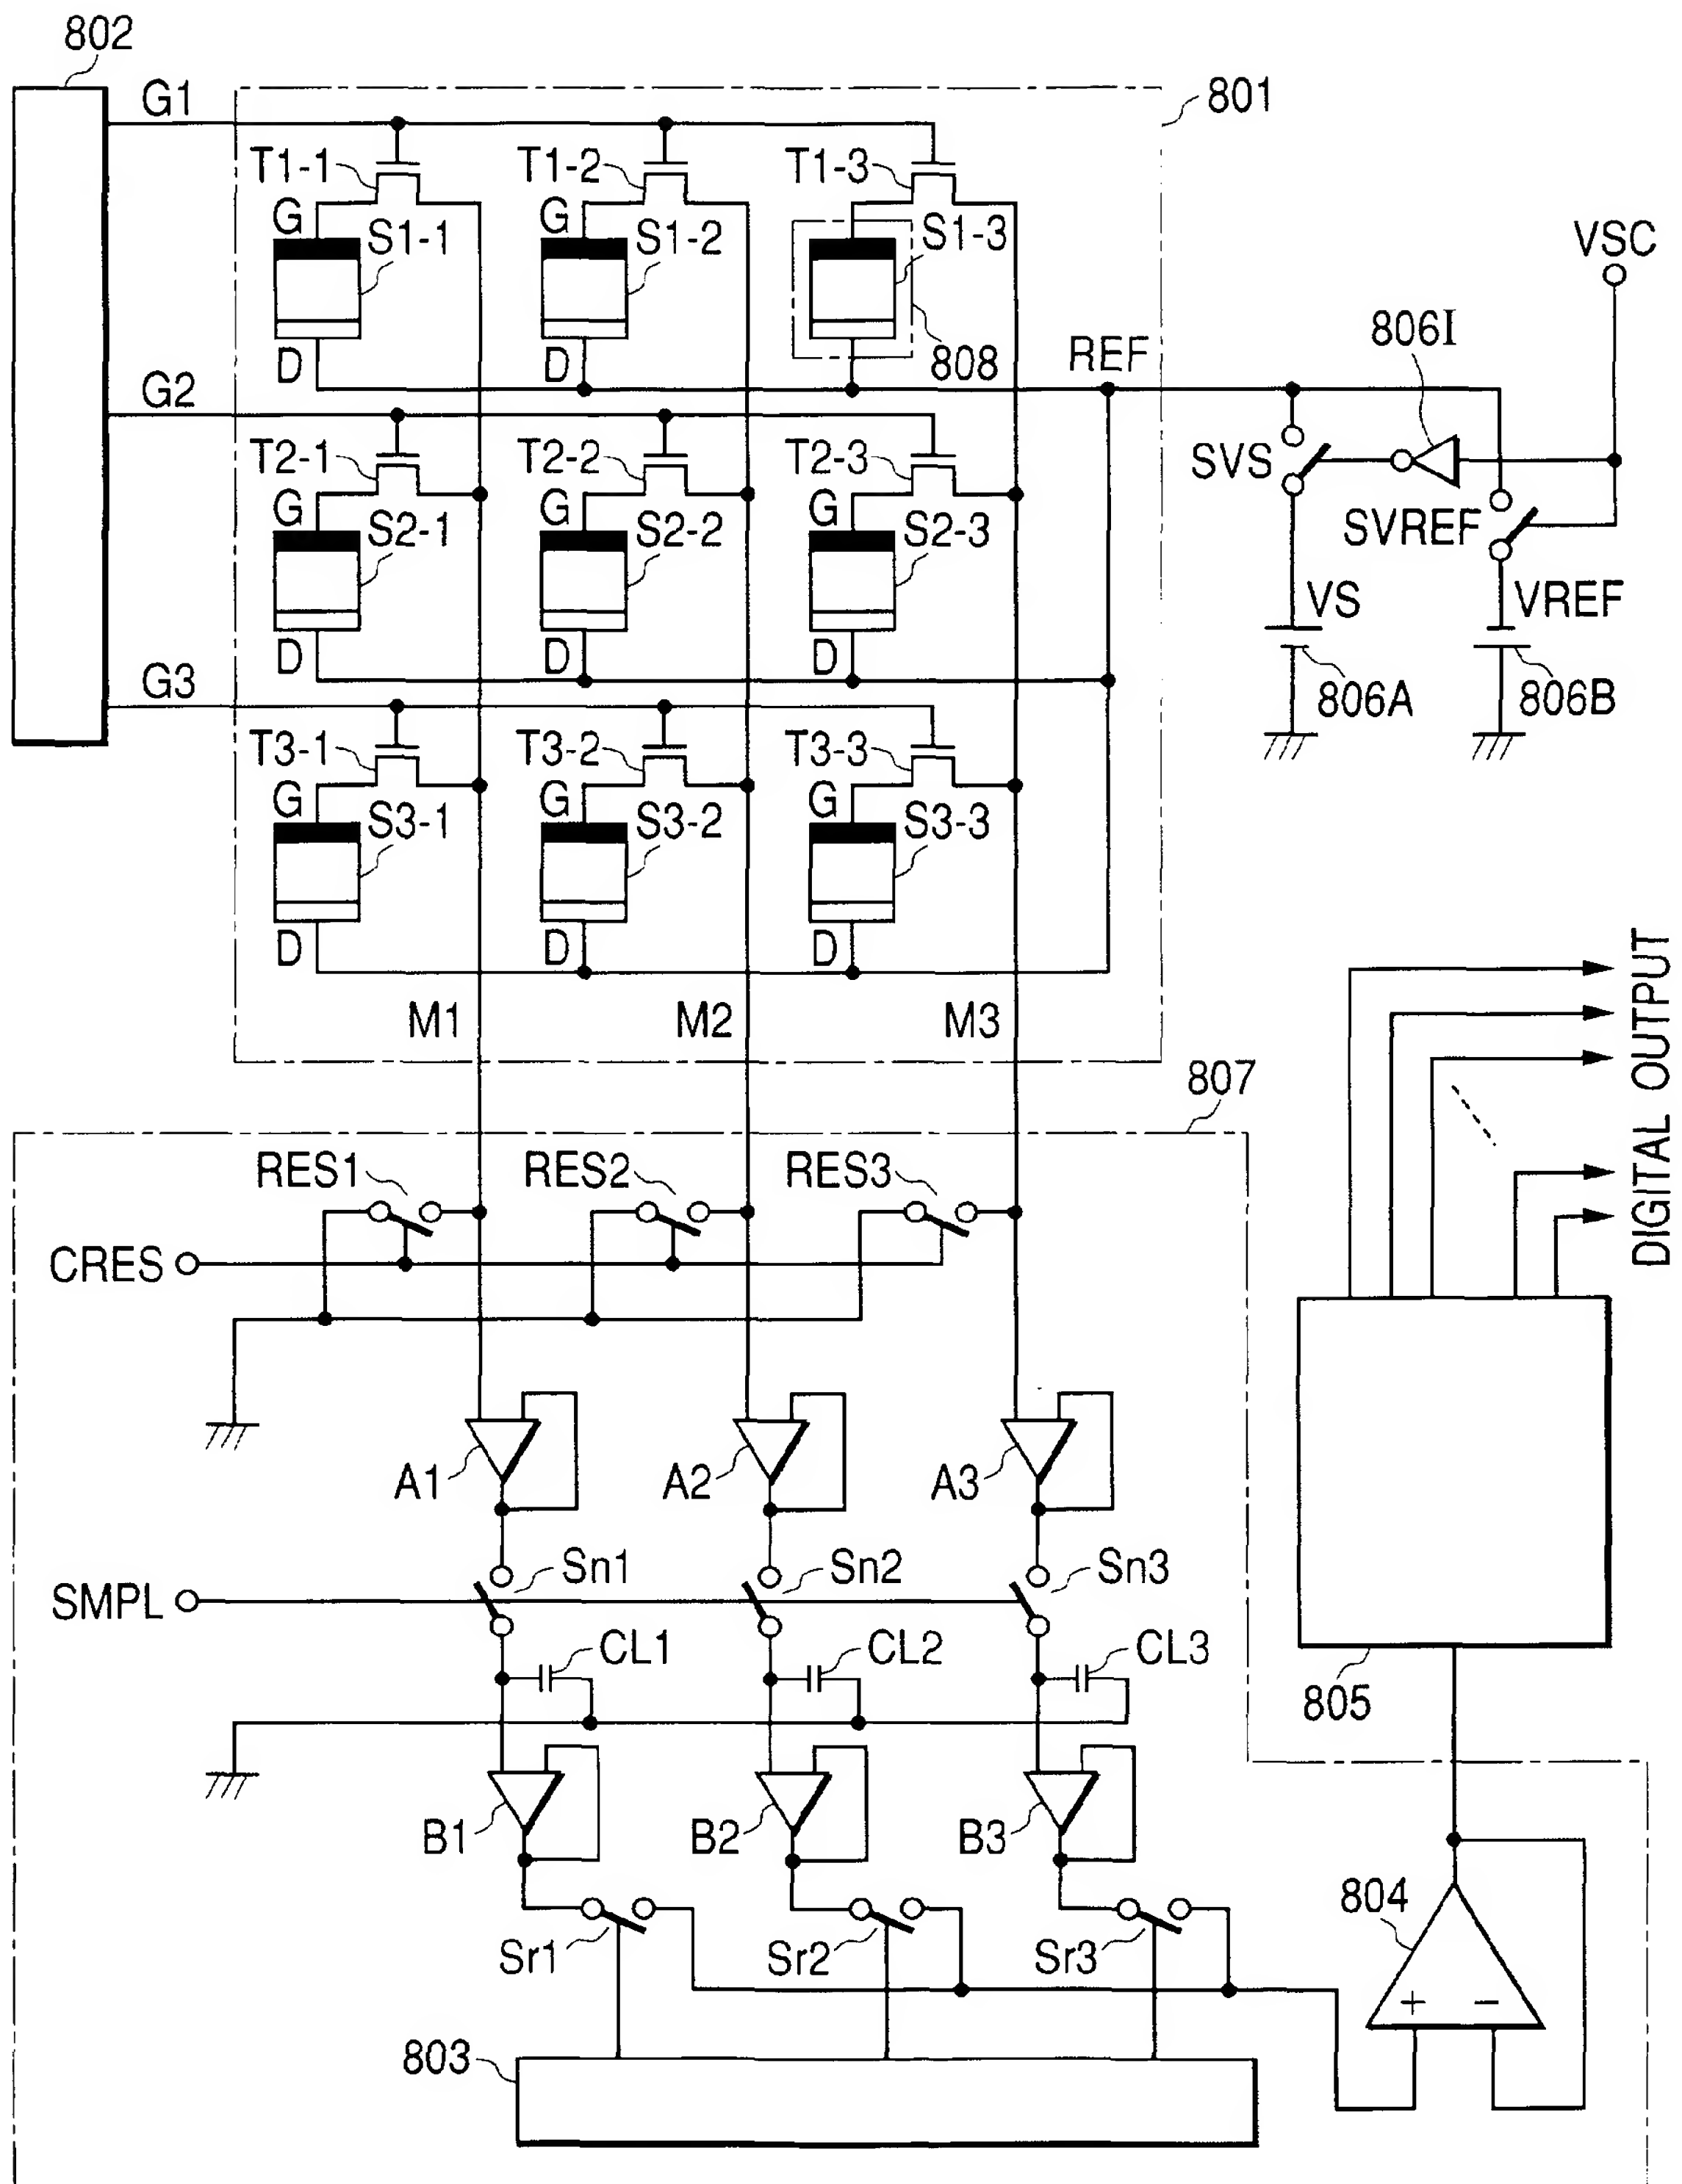 802
G1
801
T1-1
T1-2
T1-3
G
S1-1
G
S1-2
S1-3
VSC
D
D
808
REF
806I
G2
T2-1
T2-2
T2-3
SVS
G
S2-1
G
S2-2
G
S2-3
SVREF
D
D
D
VS
VREF
G3
806A
806B
T3-1
T3-2
T3-3
G
S3-1
G
S3-2
G
S3-3
D
D
D
M1
M2
M3
DIGITAL OUTPUT
807
RES1
RES2
RES3
CRES
A1
A2
A3
Sn1
Sn2
Sn3
SMPL
CL1
CL2
CL3
805
B1
B2
B3
804
Sr1
Sr2
Sr3
+ −
803